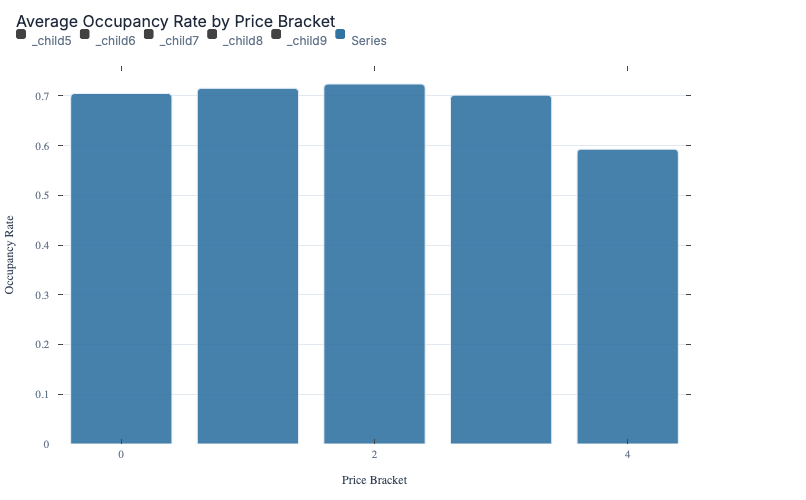 Average Occupancy Rate by Price Bracket
_child5 _child6 _child7 _child8 _child9 Series
0.7
0.6
0.5
0.4
0.3
0.2
0.1
0
Occupancy Rate
0 2 4
Price Bracket